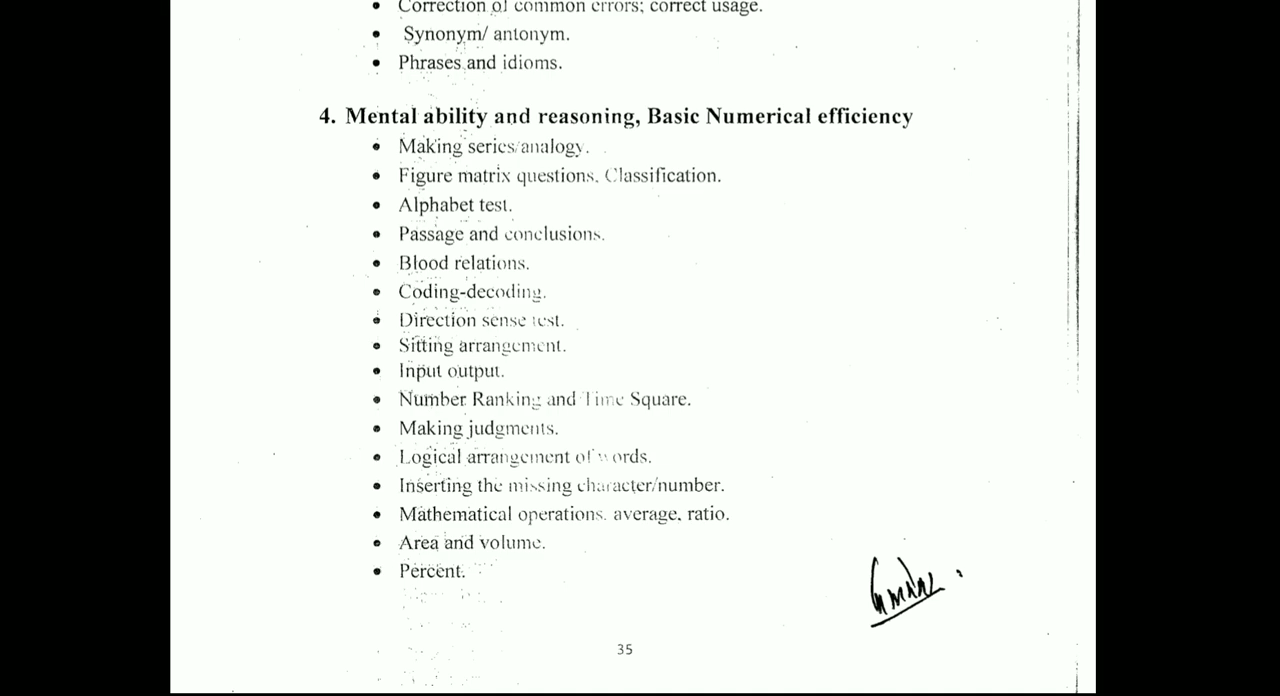 • Correction of common errors; correct usage.
• Synonym/ antonym.
• Phrases and idioms.
4. Mental ability and reasoning, Basic Numerical efficiency
• Making series/analogy.
• Figure matrix questions, Classification.
• Alphabet test.
• Passage and conclusions.
• Blood relations.
• Coding-decoding.
• Direction sense test.
• Sitting arrangement.
• Input output.
• Number Ranking and Time Square.
• Making judgments.
• Logical arrangement of words.
• Inserting the missing character/number.
• Mathematical operations, average, ratio.
• Area and volume.
• Percent.
35